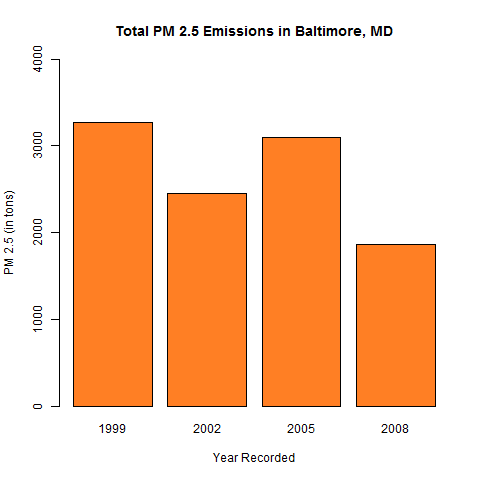 Total PM 2.5 Emissions in Baltimore, MD
PM 2.5 (in tons)
4000
3000
2000
1000
0
1999 2002 2005 2008
Year Recorded